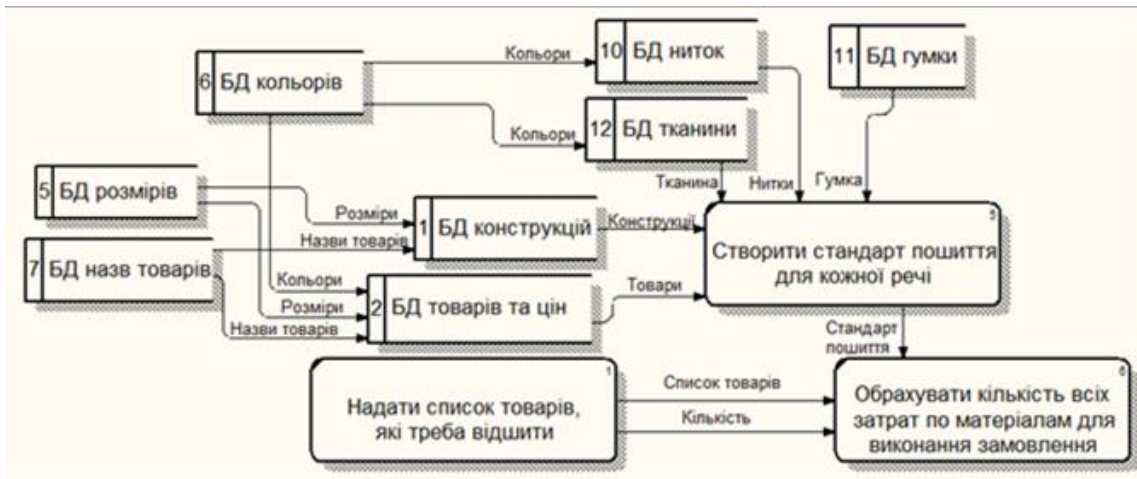 Кольори
10 БД ниток
11 БД гумки
6 БД кольорів
Кольори
12 БД тканини
Тканина
Нитки
Гумка
5 БД розмірів
Розміри
1 БД конструкцій
Конструкції
5
Створити стандарт пошиття
для кожної речі
Назви товарів
7 БД назв товарів
Кольори
Розміри
Назви товарів
2 БД товарів та цін
Товари
Стандарт
пошиття
1
Надати список товарів,
які треба відшити
Список товарів
Кількість
6
Обрахувати кількість всіх
затрат по матеріалам для
виконання замовлення